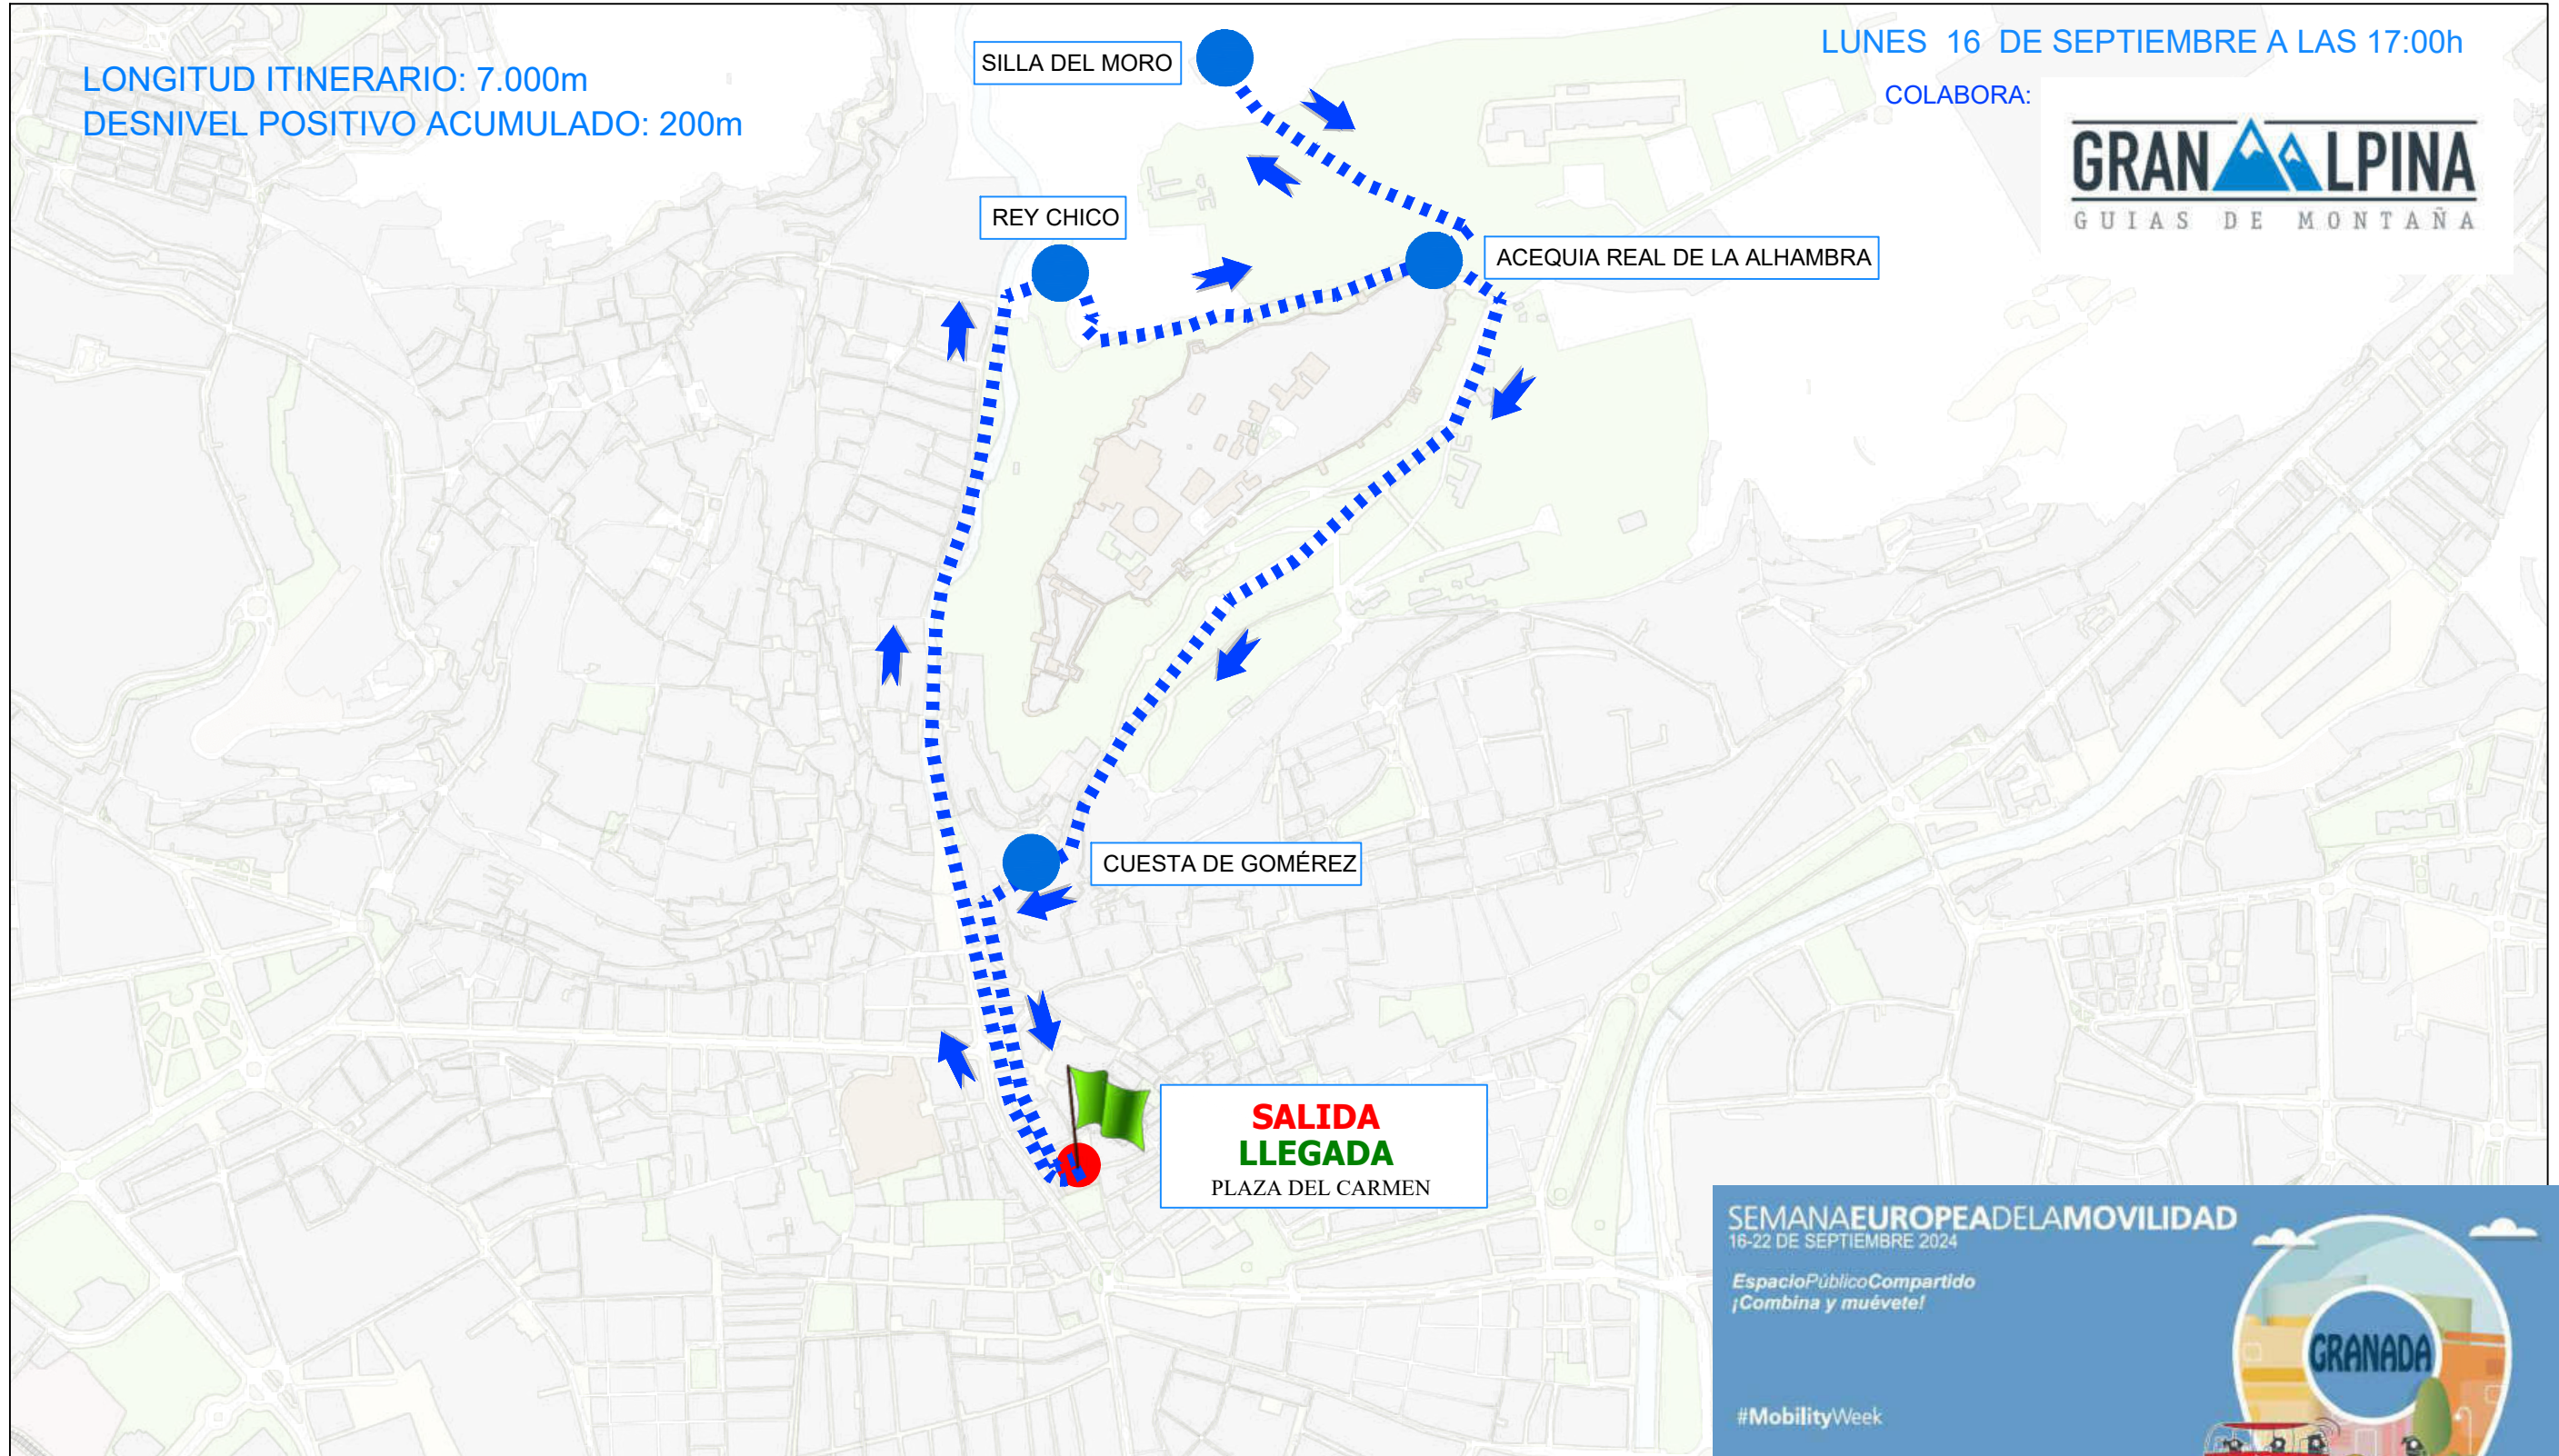 LONGITUD ITINERARIO: 7.000m
DESNIVEL POSITIVO ACUMULADO: 200m
SILLA DEL MORO
LUNES 16 DE SEPTIEMBRE A LAS 17:00h
COLABORA:
GRAN ALPINA
GUIAS DE MONTAÑA
REY CHICO
ACEQUIA REAL DE LA ALHAMBRA
CUESTA DE GOMÉREZ
SALIDA
LLEGADA
PLAZA DEL CARMEN
SEMANAEUROPEADELAMOVILIDAD
16-22 DE SEPTIEMBRE 2024
EspacioPúblicoCompartido
¡Combina y muévete!
GRANADA
#MobilityWeek